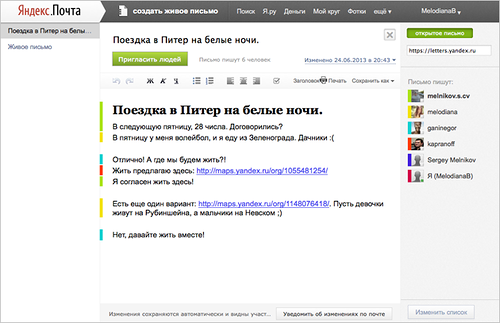 Яндекс.Почта
создать живое письмо
Поиск Я.ру Деньги Мой круг Фотки ещё
MelodianaB
Поездка в Питер на белы...
Живое письмо
Поездка в Питер на белые ночи.
Пригласить людей
Письмо пишут 6 человек
Изменено 24.06.2013 в 20:43
Ж К Ч
Заголовок
Печать
Сохранить как
Поездка в Питер на белые ночи.
В следующую пятницу, 28 числа. Договорились?
В пятницу у меня волейбол, и я еду из Зеленограда. Дачники :(
Отлично! А где мы будем жить?!
Жить предлагаю здесь: http://maps.yandex.ru/org/1055481254/
Я согласен жить здесь!
Есть еще один вариант: http://maps.yandex.ru/org/1148076418/. Пусть девочки
живут на Рубинштейна, а мальчики на Невском ;)
Нет, давайте жить вместе!
Изменения сохраняются автоматически и видны участ...
Уведомить об изменениях по почте
открытое письмо
https://letters.yandex.ru
Письмо пишут:
melnikov.s.cv
melodiana
ganinegor
kapranoff
Sergey Melnikov
Я (MelodianaB)
Изменить список